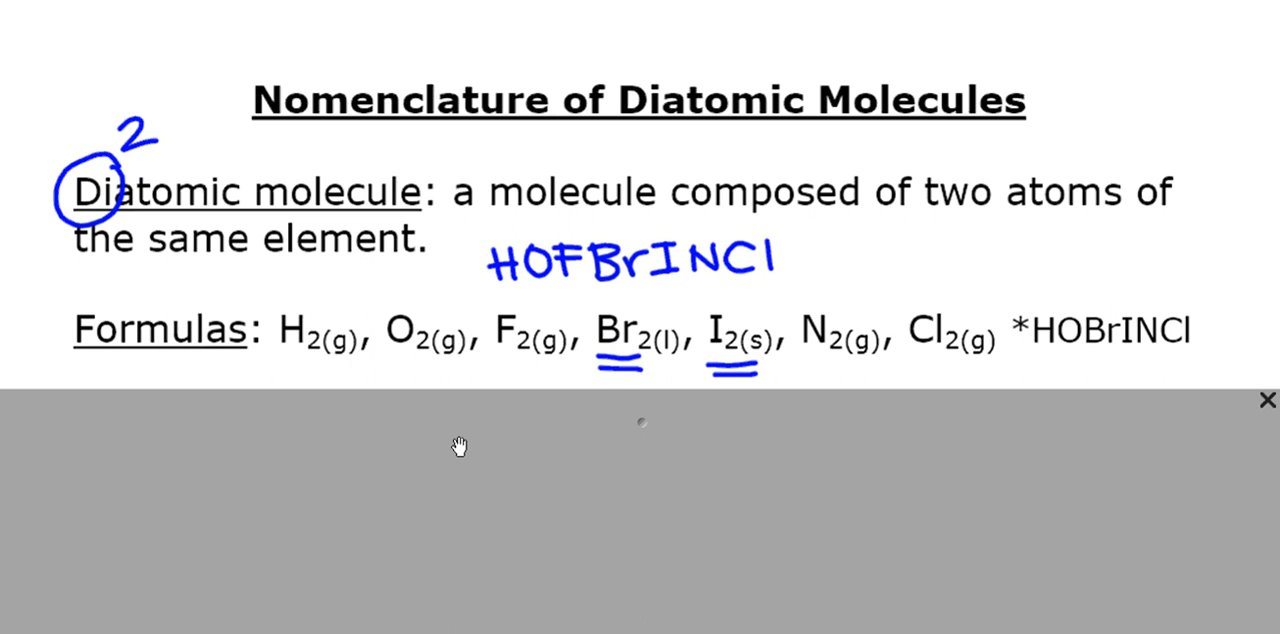 Nomenclature of Diatomic Molecules
2
Diatomic molecule: a molecule composed of two atoms of
the same element.
HOFBrINCl
Formulas: H₂(g), O₂(g), F₂(g), Br₂(l), I₂(s), N₂(g), Cl₂(g) *HOBrINCl